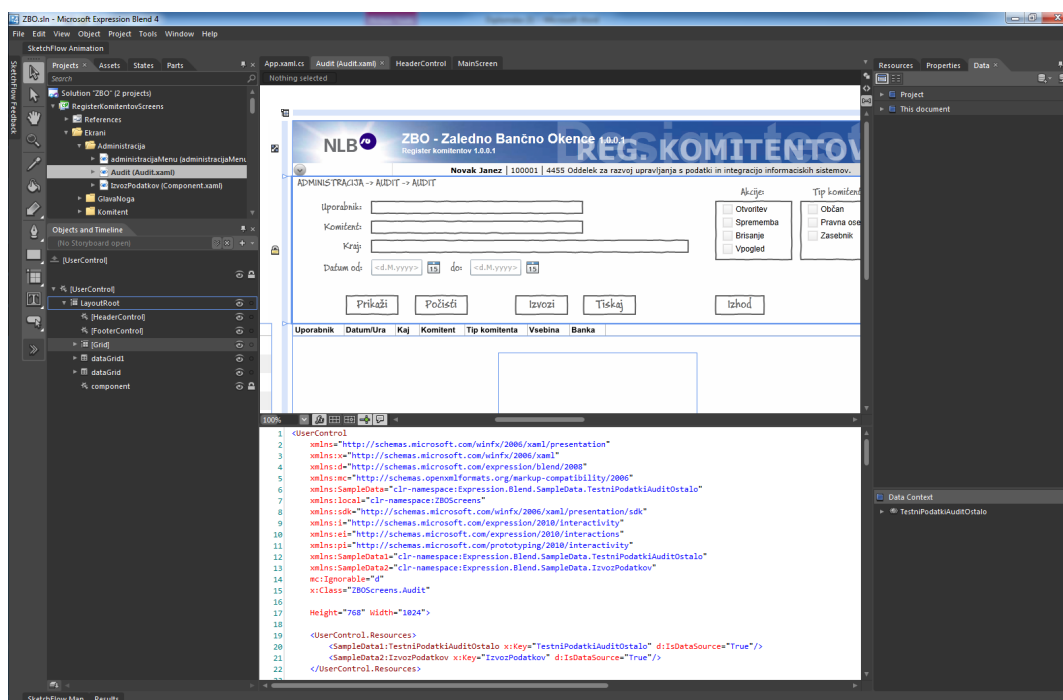 ZBO.sln - Microsoft Expression Blend 4
File Edit View Object Project Tools Window Help
SketchFlow Animation
SketchFlow Feedback
Projects × Assets States Parts
Search
Solution "ZBO" (2 projects)
RegisterKomitentovScreens
References
Ekrani
Administracija
administracijaMenu (administracijaMenu
Audit (Audit.xaml)
IzvozPodatkov (Component.xaml)
GlavaNoga
Komitent
Objects and Timeline
(No Storyboard open)
[UserControl]
[UserControl]
LayoutRoot
[HeaderControl]
[FooterControl]
[Grid]
dataGrid1
dataGrid
component
App.xaml.cs Audit (Audit.xaml) × HeaderControl MainScreen
Nothing selected
Design
NLB
ZBO - Zaledno Bančno Okence 1.0.0.1
Register komitentov 1.0.0.1
REG. KOMITENTOV
Novak Janez | 100001 | 4455 Oddelek za razvoj upravljanja s podatki in integracijo informaciskih sistemov.
ADMINISTRACIJA -> AUDIT -> AUDIT
Uporabnik:
Komitent:
Kraj:
Datum od: <d.M.yyyy> 15 do: <d.M.yyyy> 15
Akcije:
Otvoritev
Sprememba
Brisanje
Vpogled
Tip komitent
Občan
Pravna ose
Zasebnik
Prikaži Počisti Izvozi Tiskaj Izhod
Uporabnik Datum/Ura Kaj Komitent Tip komitenta Vsebina Banka
100%
1 <UserControl
2 xmlns="http://schemas.microsoft.com/winfx/2006/xaml/presentation"
3 xmlns:x="http://schemas.microsoft.com/winfx/2006/xaml"
4 xmlns:d="http://schemas.microsoft.com/expression/blend/2008"
5 xmlns:mc="http://schemas.openxmlformats.org/markup-compatibility/2006"
6 xmlns:SampleData="clr-namespace:Expression.Blend.SampleData.TestniPodatkiAuditOstalo"
7 xmlns:local="clr-namespace:ZBOScreens"
8 xmlns:sdk="http://schemas.microsoft.com/winfx/2006/xaml/presentation/sdk"
9 xmlns:i="http://schemas.microsoft.com/expression/2010/interactivity"
10 xmlns:ei="http://schemas.microsoft.com/expression/2010/interactions"
11 xmlns:pi="http://schemas.microsoft.com/prototyping/2010/interactivity"
12 xmlns:SampleData1="clr-namespace:Expression.Blend.SampleData.TestniPodatkiAuditOstalo"
13 xmlns:SampleData2="clr-namespace:Expression.Blend.SampleData.IzvozPodatkov"
14 mc:Ignorable="d"
15 x:Class="ZBOScreens.Audit"
16
17 Height="768" Width="1024">
18
19 <UserControl.Resources>
20 <SampleData1:TestniPodatkiAuditOstalo x:Key="TestniPodatkiAuditOstalo" d:IsDataSource="True"/>
21 <SampleData2:IzvozPodatkov x:Key="IzvozPodatkov" d:IsDataSource="True"/>
22 </UserControl.Resources>
Resources Properties Data ×
Project
This document
Data Context
TestniPodatkiAuditOstalo
SketchFlow Map Results